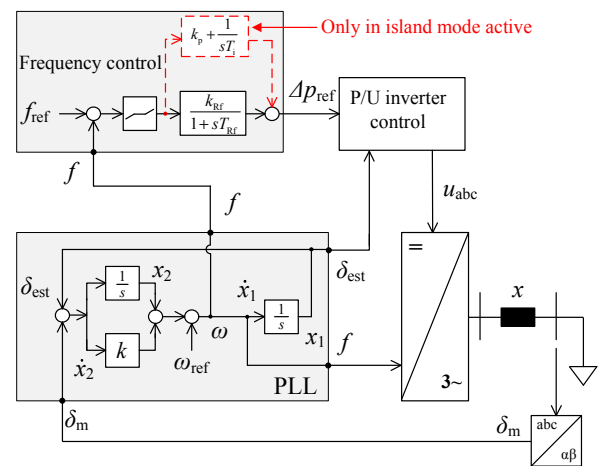 k_p + 1/(sT_i)
Only in island mode active
Frequency control
f_ref
k_Rf/(1 + sT_Rf)
Δp_ref
P/U inverter
control
f
f
u_abc
δ_est
1/s
x_2
ẋ_1
1/s
δ_est
=
x
k
ω
x_1
f
ẋ_2
ω_ref
PLL
3~
δ_m
δ_m
abc
αβ